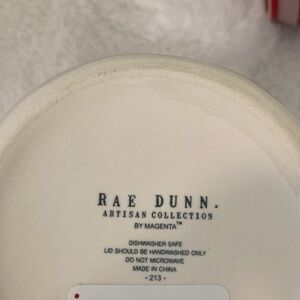 RAE DUNN.
ARTISAN COLLECTION
BY MAGENTA™
DISHWASHER SAFE
LID SHOULD BE HANDWASHED ONLY
DO NOT MICROWAVE
MADE IN CHINA
- 213 -